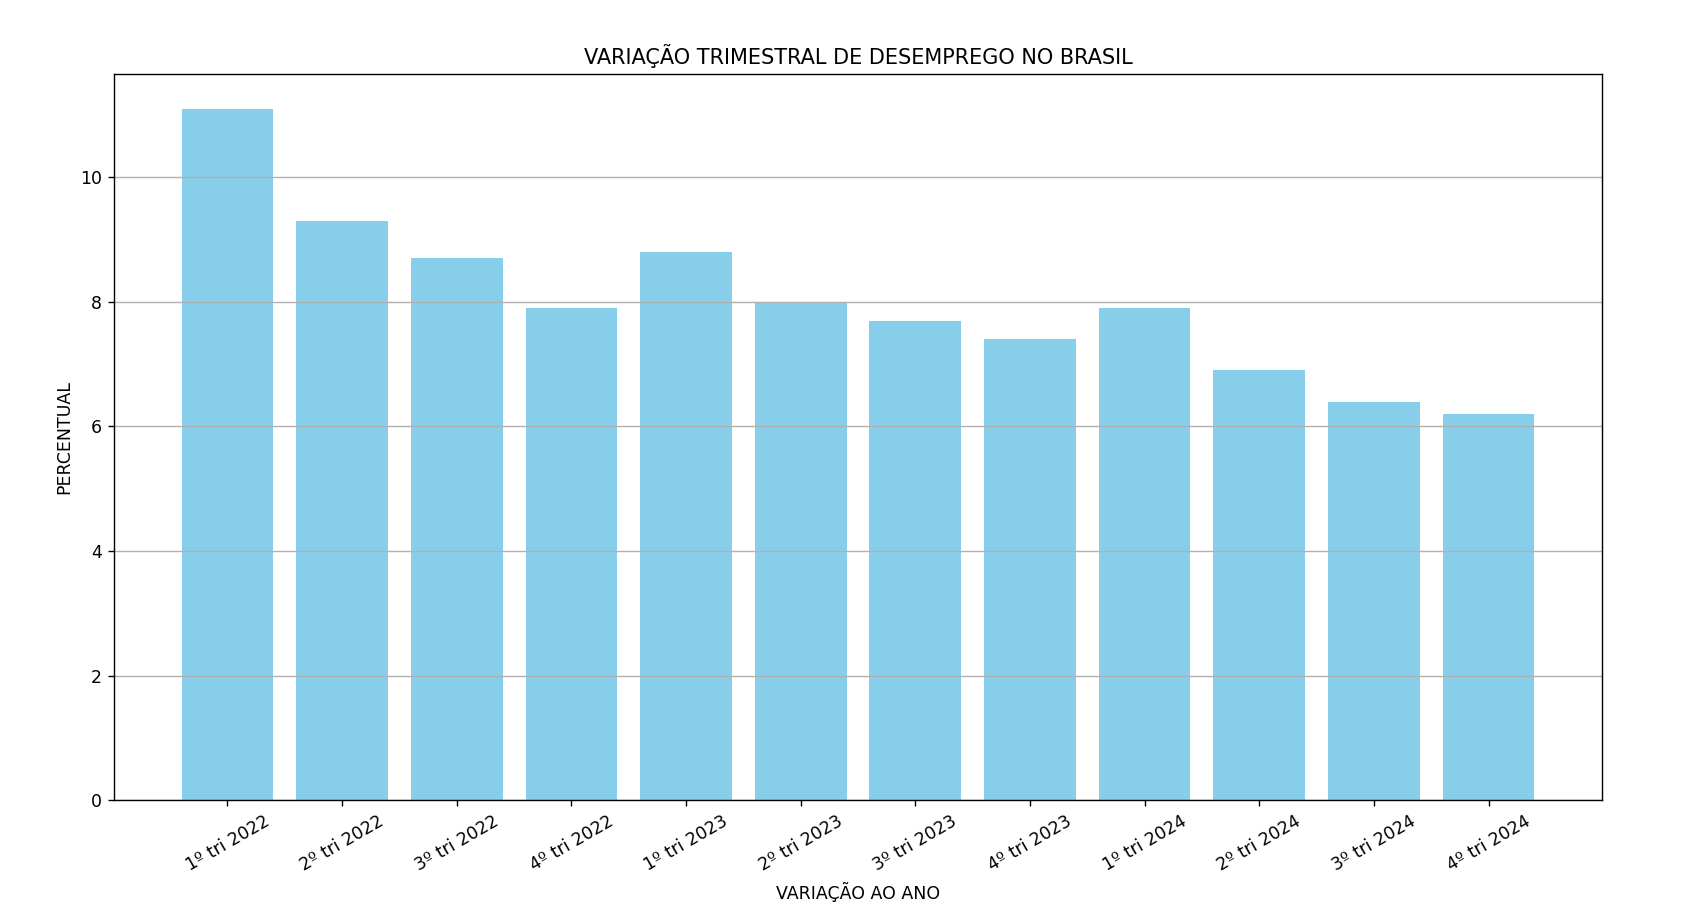 VARIAÇÃO TRIMESTRAL DE DESEMPREGO NO BRASIL
PERCENTUAL
10
8
6
4
2
0
1º tri 2022
2º tri 2022
3º tri 2022
4º tri 2022
1º tri 2023
2º tri 2023
3º tri 2023
4º tri 2023
1º tri 2024
2º tri 2024
3º tri 2024
4º tri 2024
VARIAÇÃO AO ANO